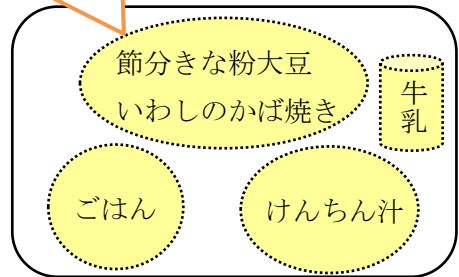 節分きな粉大豆
いわしのかば焼き
牛乳
ごはん
けんちん汁